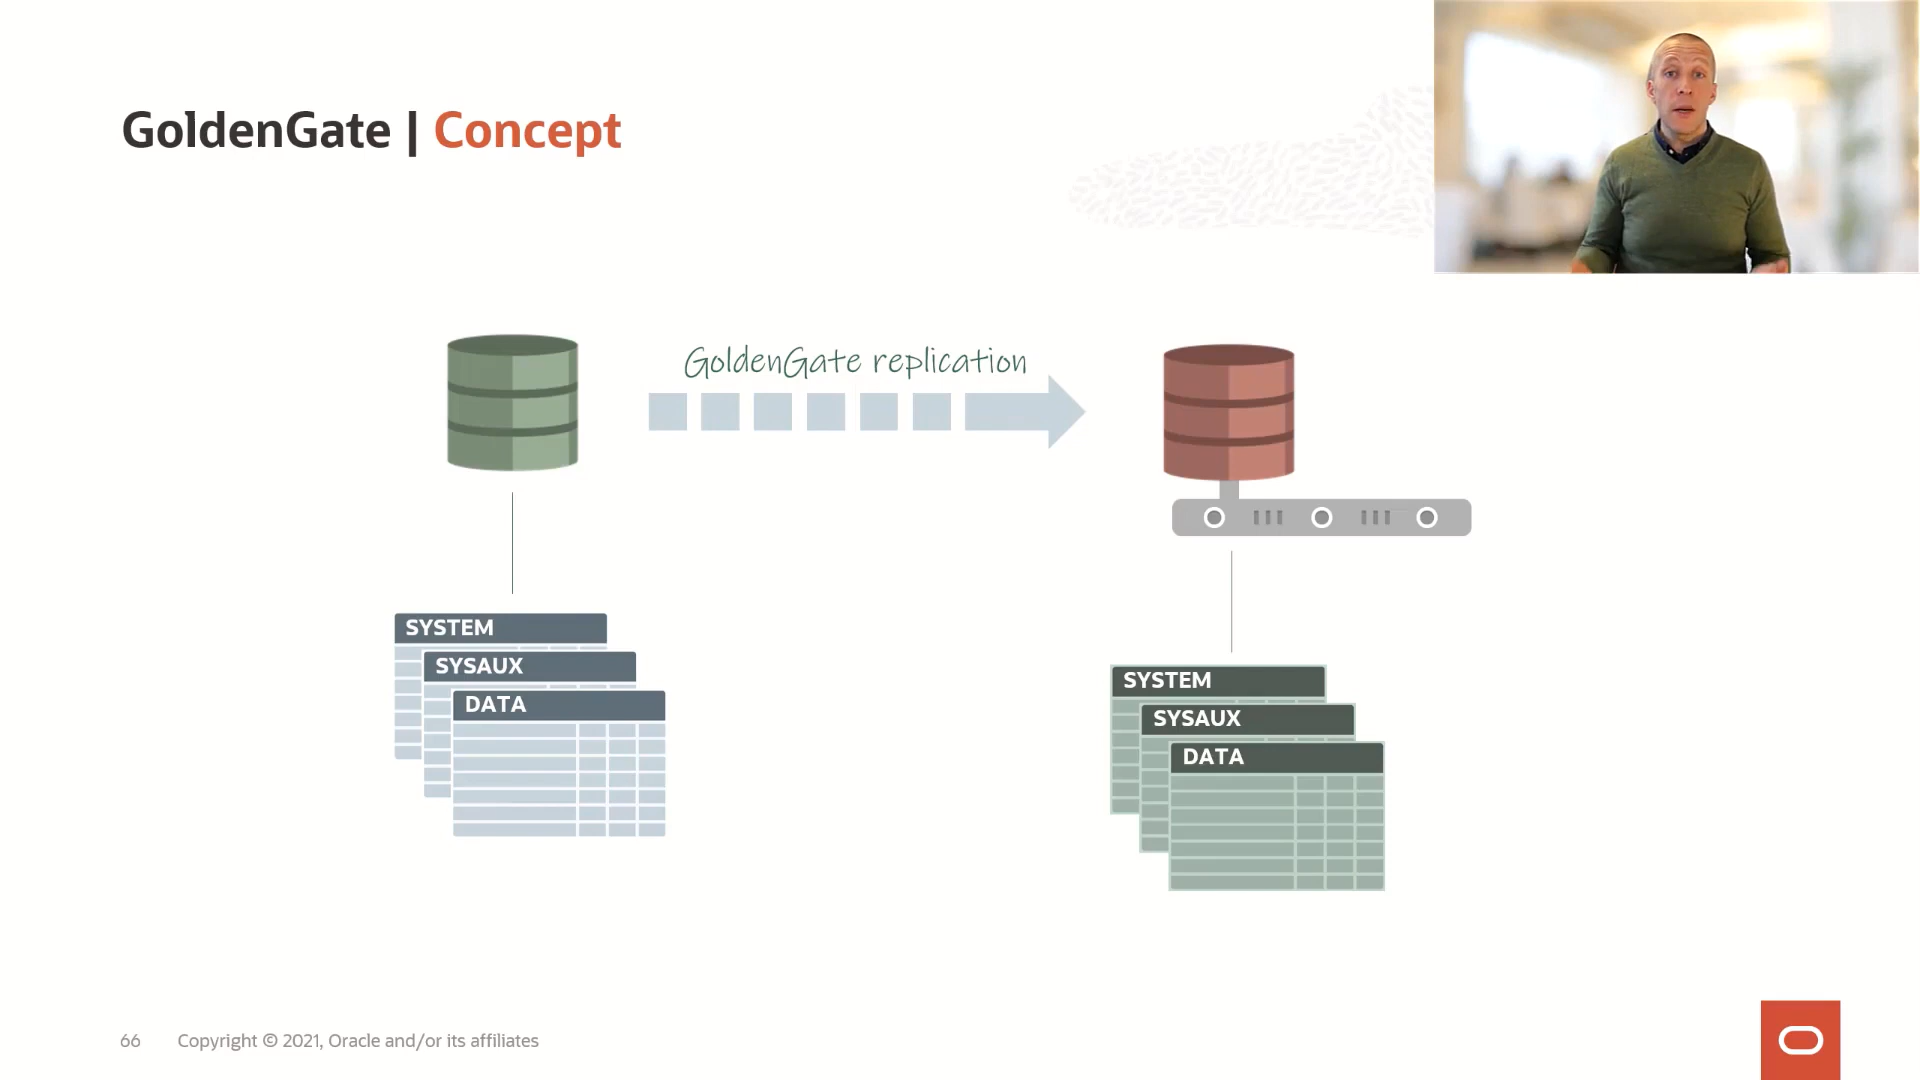 GoldenGate | Concept
GoldenGate replication
SYSTEM
SYSAUX
DATA
SYSTEM
SYSAUX
DATA
66 Copyright © 2021, Oracle and/or its affiliates